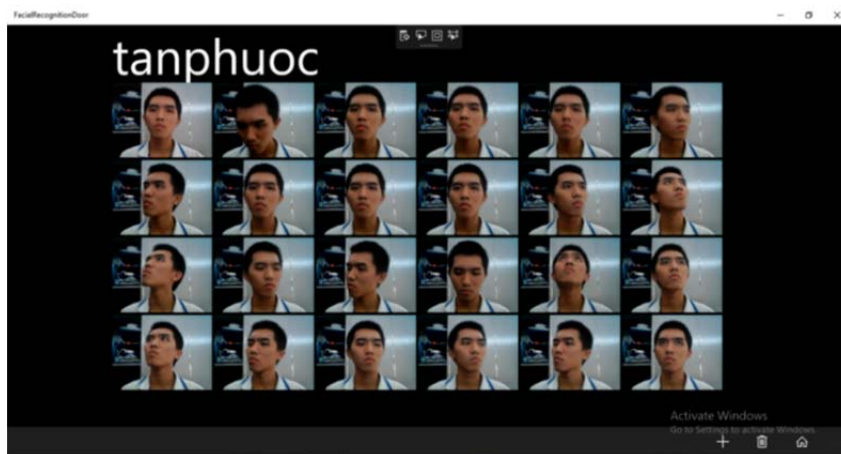 FacialRecognitionDoor
tanphuoc
Activate Windows
Go to Settings to activate Windows.